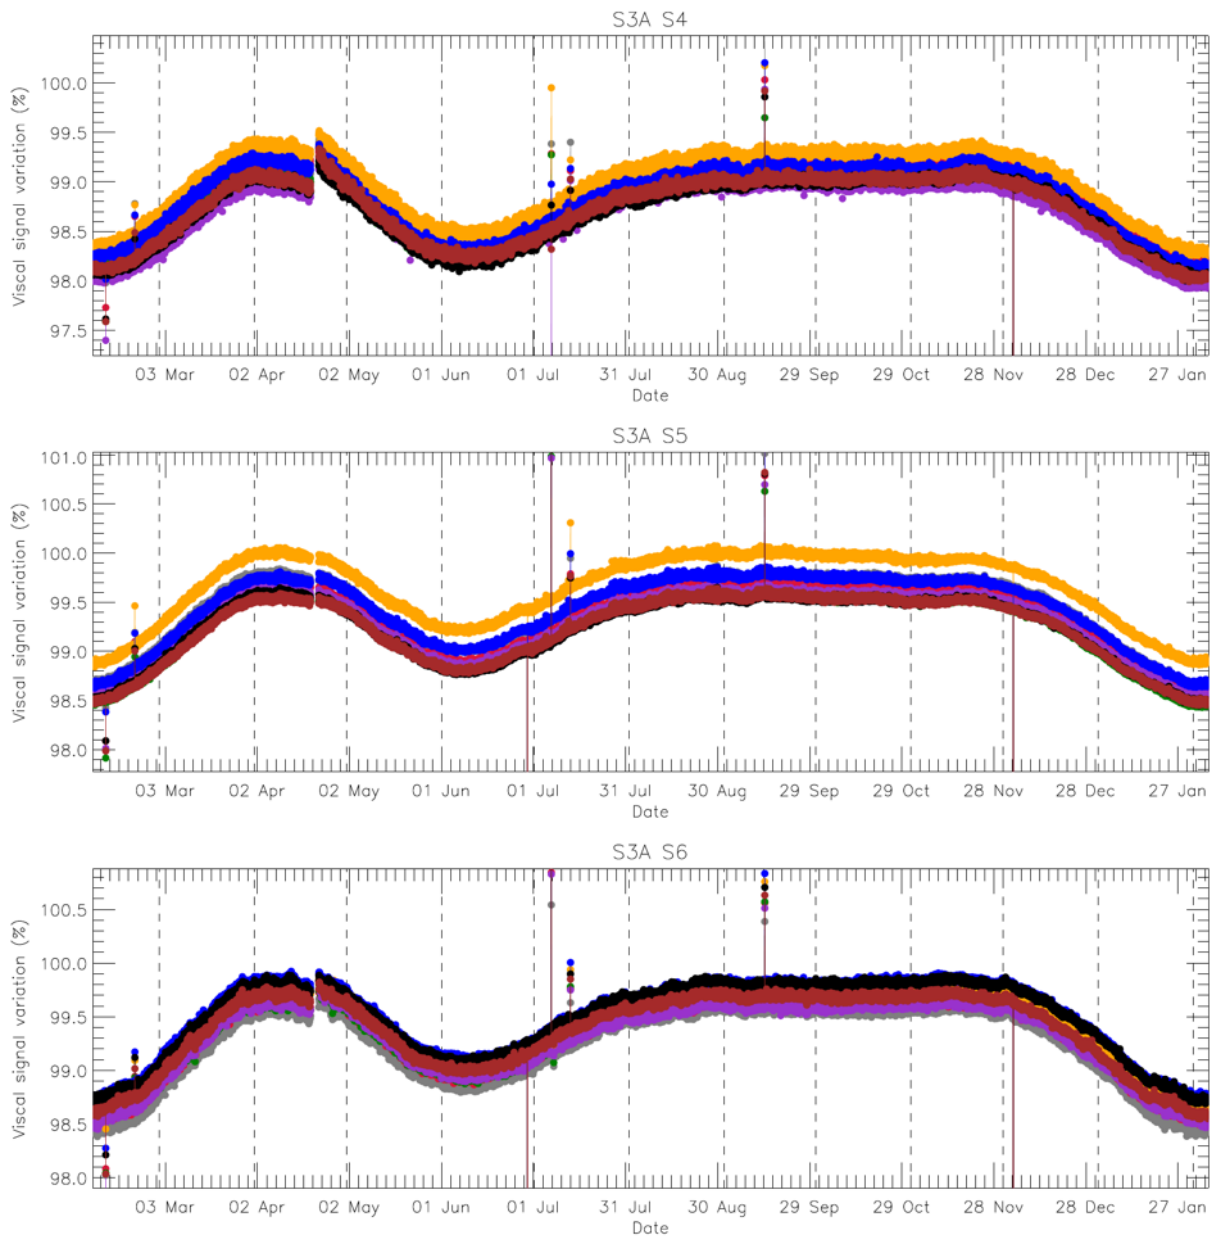 S3A S4
Viscal signal variation (%)
100.0
99.5
99.0
98.5
98.0
97.5
03 Mar 02 Apr 02 May 01 Jun 01 Jul 31 Jul 30 Aug 29 Sep 29 Oct 28 Nov 28 Dec 27 Jan
Date
S3A S5
Viscal signal variation (%)
101.0
100.5
100.0
99.5
99.0
98.5
98.0
03 Mar 02 Apr 02 May 01 Jun 01 Jul 31 Jul 30 Aug 29 Sep 29 Oct 28 Nov 28 Dec 27 Jan
Date
S3A S6
Viscal signal variation (%)
100.5
100.0
99.5
99.0
98.5
98.0
03 Mar 02 Apr 02 May 01 Jun 01 Jul 31 Jul 30 Aug 29 Sep 29 Oct 28 Nov 28 Dec 27 Jan
Date